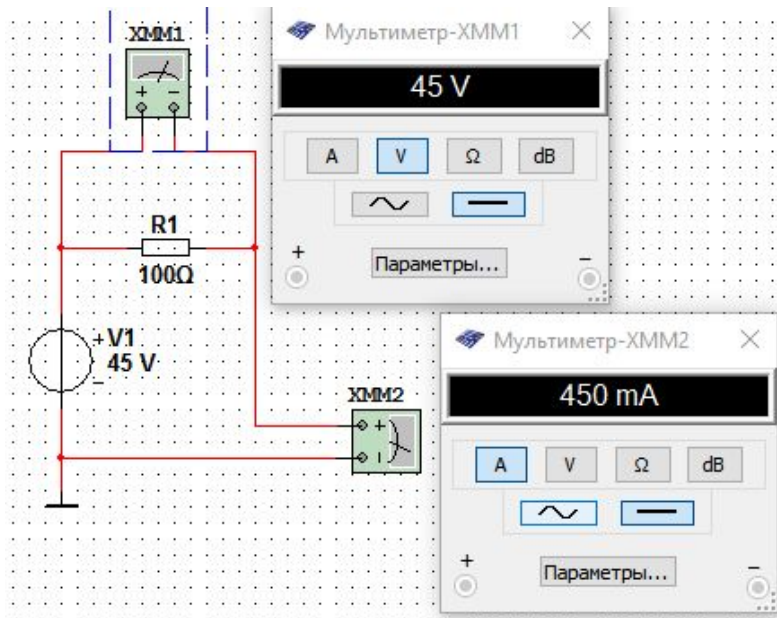 XMM1
+ −
R1
100Ω
+ V1
45 V
−
XMM2
+
−
Мультиметр-XMM1
45 V
A V Ω dB
+ Параметры... −
Мультиметр-XMM2
450 mA
A V Ω dB
+ Параметры... −